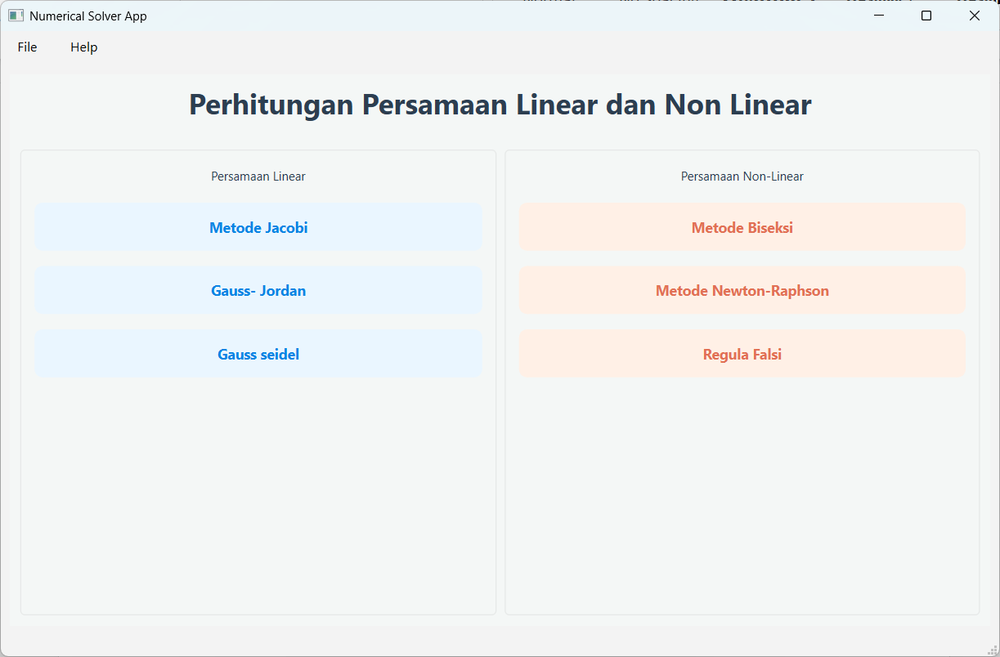 Numerical Solver App
File Help
Perhitungan Persamaan Linear dan Non Linear
Persamaan Linear
Metode Jacobi
Gauss- Jordan
Gauss seidel
Persamaan Non-Linear
Metode Biseksi
Metode Newton-Raphson
Regula Falsi